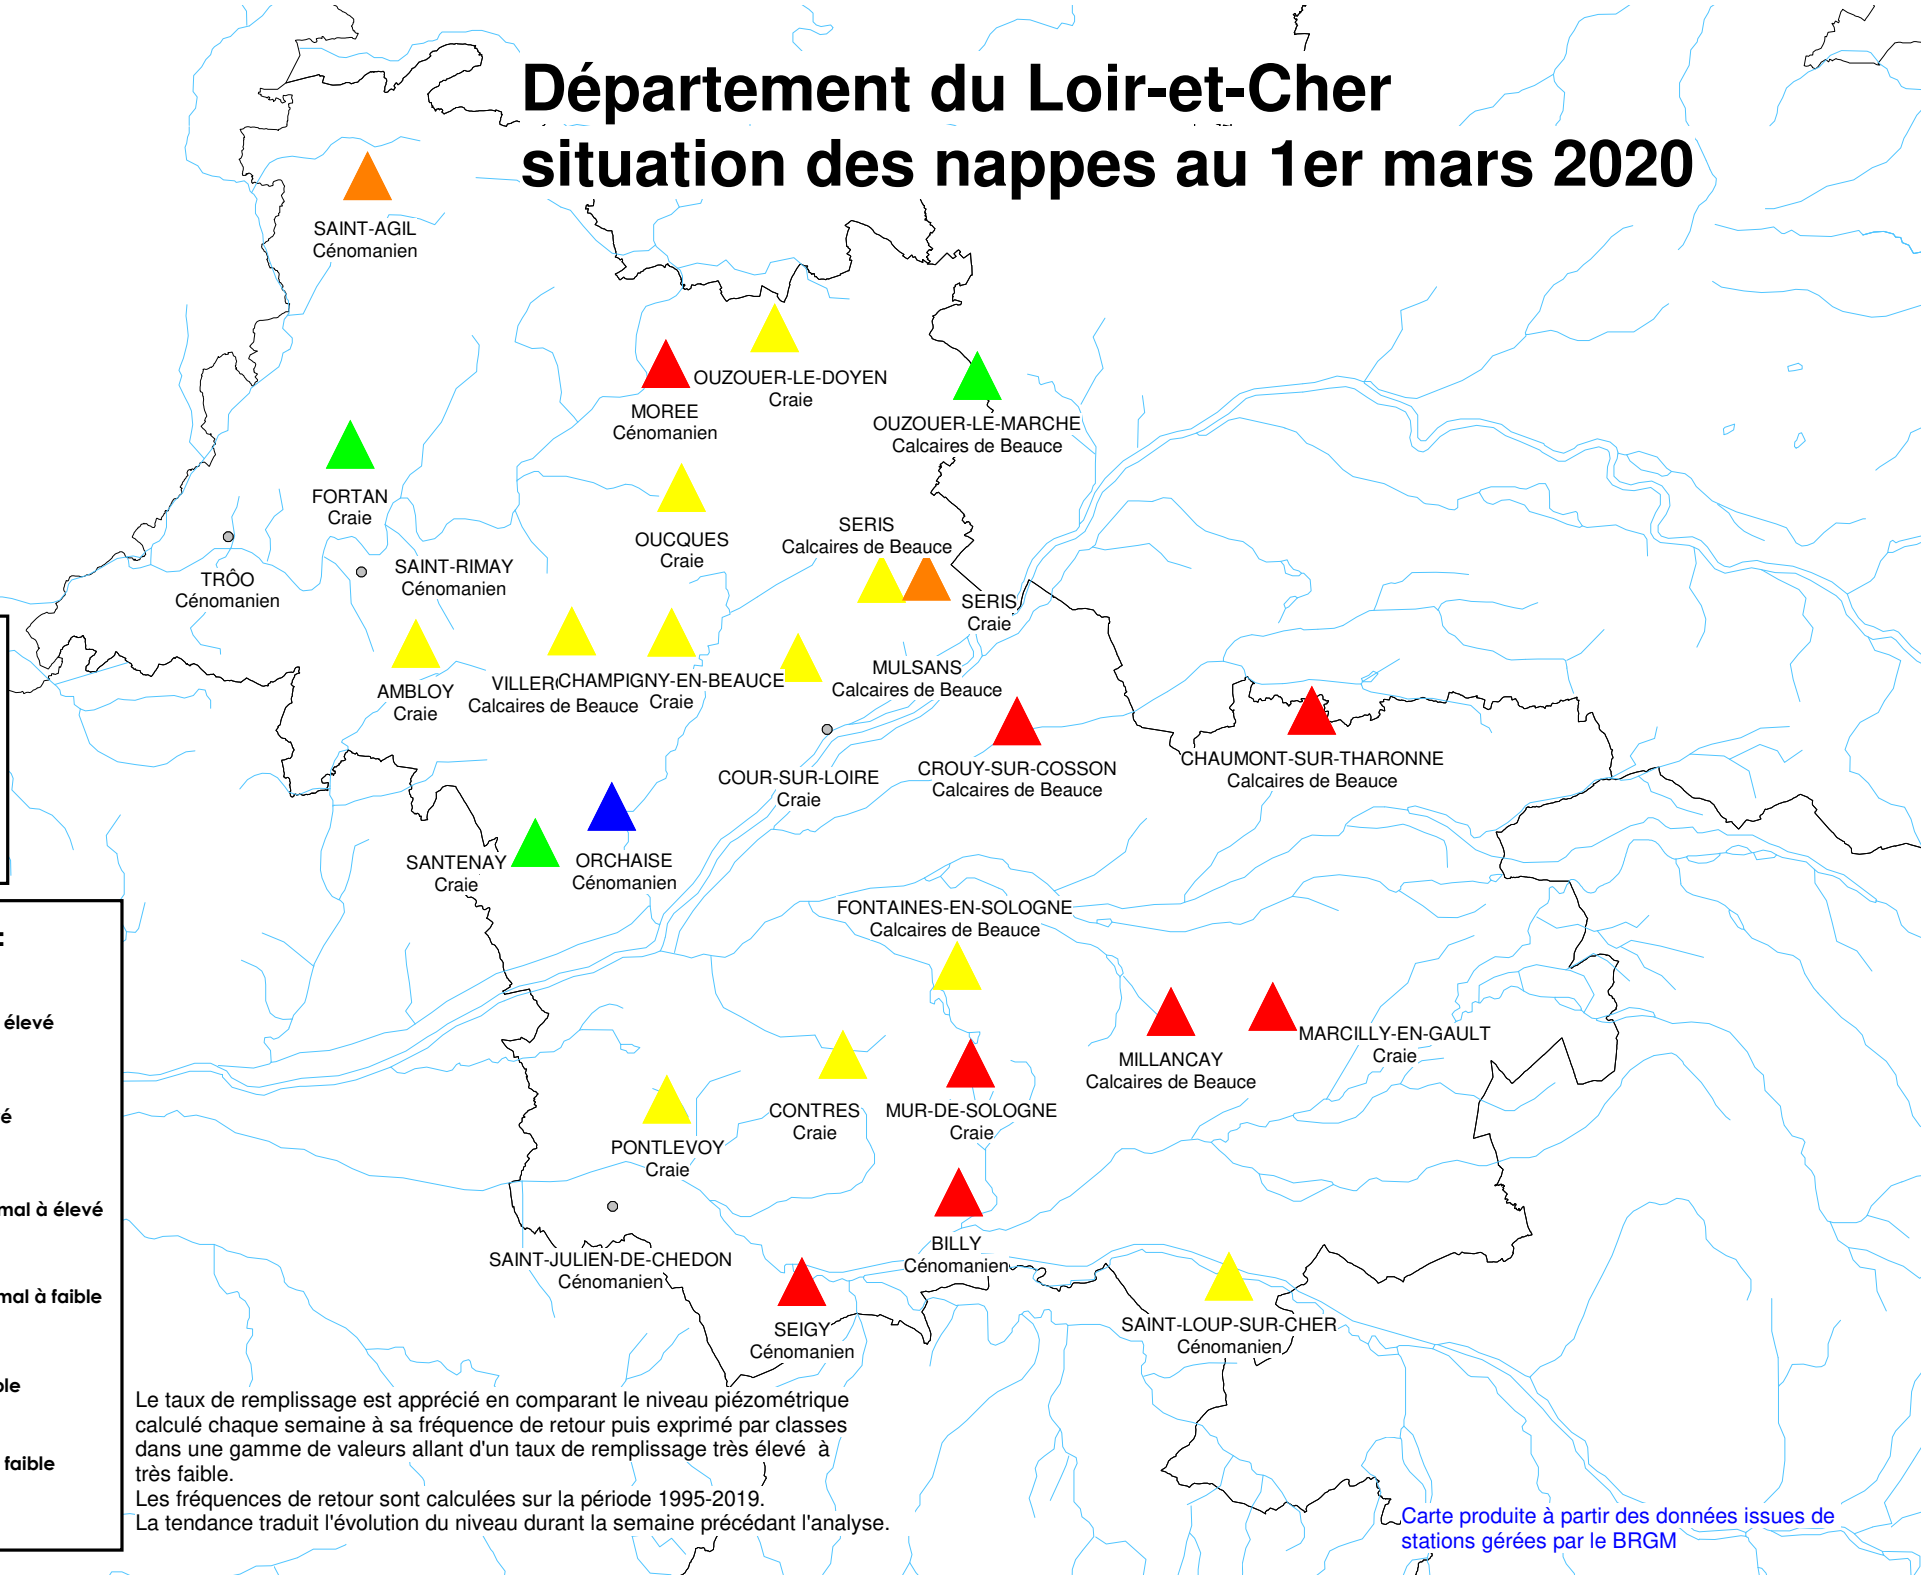 Département du Loir-et-Cher
situation des nappes au 1er mars 2020
SAINT-AGIL
Cénomanien
OUZOUER-LE-DOYEN
Craie
MOREE
Cénomanien
OUZOUER-LE-MARCHE
Calcaires de Beauce
FORTAN
Craie
OUCQUES
Craie
SERIS
Calcaires de Beauce
SERIS
Craie
TRÔO
Cénomanien
SAINT-RIMAY
Cénomanien
AMBLOY
Craie
Calcaires de Beauce
CHAMPIGNY-EN-BEAUCE
Craie
MULSANS
Calcaires de Beauce
COUR-SUR-LOIRE
Craie
CROUY-SUR-COSSON
Calcaires de Beauce
CHAUMONT-SUR-THARONNE
Calcaires de Beauce
SANTENAY
Craie
ORCHAISE
Cénomanien
FONTAINES-EN-SOLOGNE
Calcaires de Beauce
MILLANCAY
Calcaires de Beauce
MARCILLY-EN-GAULT
Craie
CONTRES
Craie
MUR-DE-SOLOGNE
Craie
PONTLEVOY
Craie
SAINT-JULIEN-DE-CHEDON
Cénomanien
BILLY
Cénomanien
SEIGY
Cénomanien
SAINT-LOUP-SUR-CHER
Cénomanien
:
élevé
à élevé
à faible
faible
Le taux de remplissage est apprécié en comparant le niveau piézométrique
calculé chaque semaine à sa fréquence de retour puis exprimé par classes
dans une gamme de valeurs allant d'un taux de remplissage très élevé à
très faible.
Les fréquences de retour sont calculées sur la période 1995-2019.
La tendance traduit l'évolution du niveau durant la semaine précédant l'analyse.
Carte produite à partir des données issues de
stations gérées par le BRGM